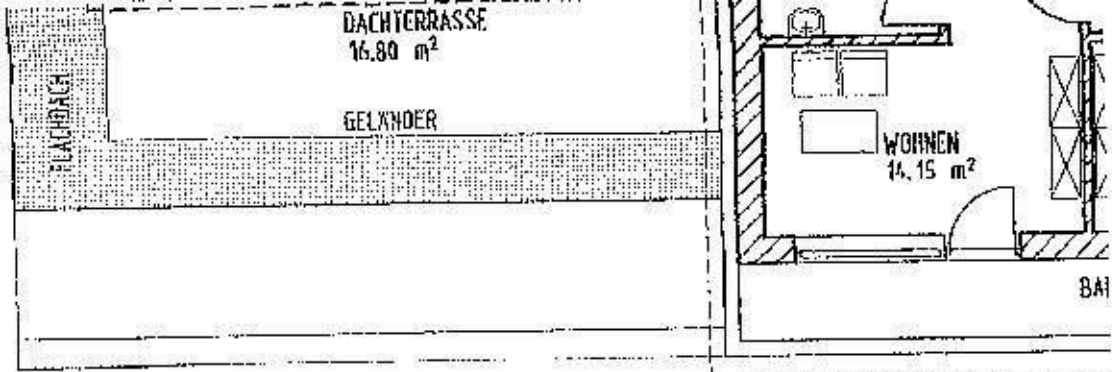 DACHTERRASSE
16.80 m²
FLACHDACH
GELÄNDER
WOHNEN
14.15 m²
BA